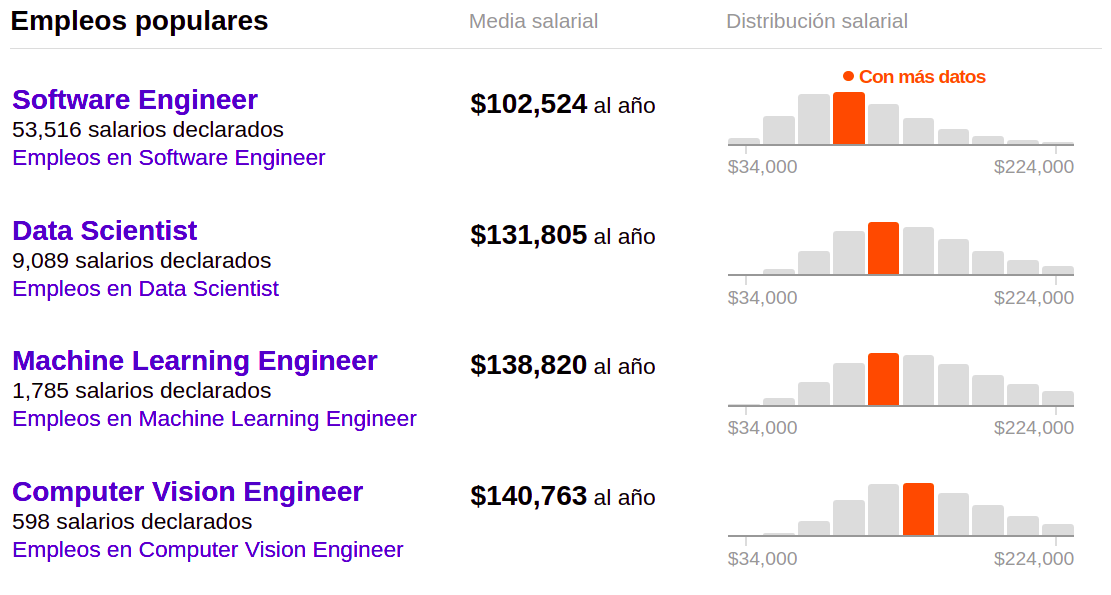 Empleos populares
Media salarial
Distribución salarial
Con más datos
Software Engineer
$102,524 al año
53,516 salarios declarados
Empleos en Software Engineer
$34,000
$224,000
Data Scientist
$131,805 al año
9,089 salarios declarados
Empleos en Data Scientist
$34,000
$224,000
Machine Learning Engineer
$138,820 al año
1,785 salarios declarados
Empleos en Machine Learning Engineer
$34,000
$224,000
Computer Vision Engineer
$140,763 al año
598 salarios declarados
Empleos en Computer Vision Engineer
$34,000
$224,000